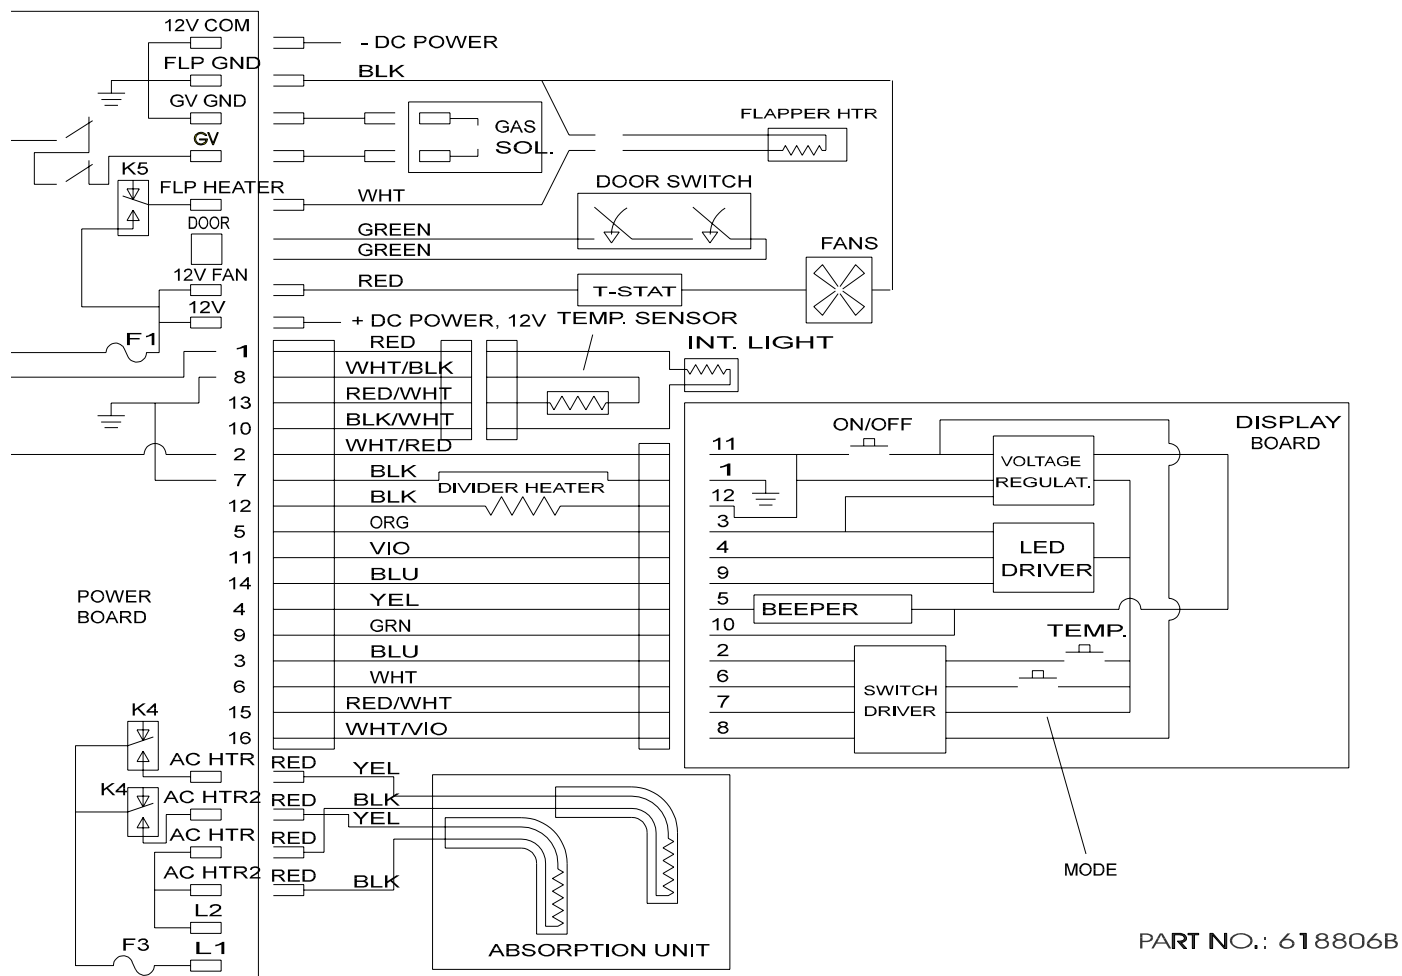 12V COM
- DC POWER
FLP GND
BLK
GV GND
GAS
SOL.
FLAPPER HTR
GV
K5
FLP HEATER
WHT
DOOR SWITCH
DOOR
GREEN
GREEN
FANS
12V FAN
RED
T-STAT
12V
+ DC POWER, 12V
TEMP. SENSOR
F1
1
RED
INT. LIGHT
8
WHT/BLK
13
RED/WHT
10
BLK/WHT
2
WHT/RED
7
BLK
12
BLK
DIVIDER HEATER
5
ORG
11
VIO
14
BLU
4
YEL
9
GRN
3
BLU
6
WHT
15
RED/WHT
16
WHT/VIO
POWER
BOARD
DISPLAY
BOARD
ON/OFF
11
1
12
3
4
9
5
10
2
6
7
8
VOLTAGE
REGULAT.
LED
DRIVER
BEEPER
TEMP.
SWITCH
DRIVER
MODE
K4
AC HTR
RED
YEL
K4
AC HTR2
RED
BLK
YEL
AC HTR
RED
AC HTR2
RED
BLK
L2
F3
L1
ABSORPTION UNIT
PART NO.: 618806B